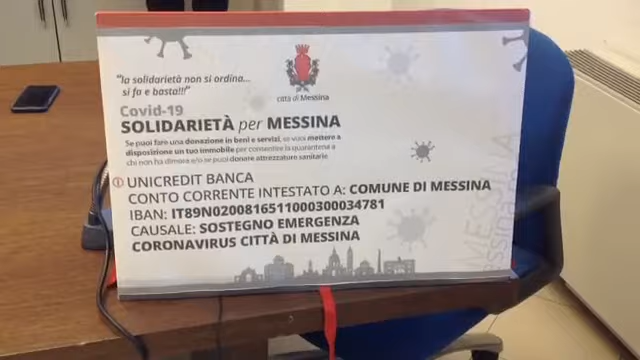 "la solidarietà non si ordina...
si fa e basta!!!"
città di Messina
Covid-19
SOLIDARIETÀ per MESSINA
Se puoi fare una donazione in beni e servizi, se vuoi mettere a
disposizione un tuo immobile per consentire la quarantena a
chi non ha dimora e/o se puoi donare attrezzature sanitarie
UNICREDIT BANCA
CONTO CORRENTE INTESTATO A: COMUNE DI MESSINA
IBAN: IT89N0200816511000300034781
CAUSALE: SOSTEGNO EMERGENZA
CORONAVIRUS CITTÀ DI MESSINA
MESSINA